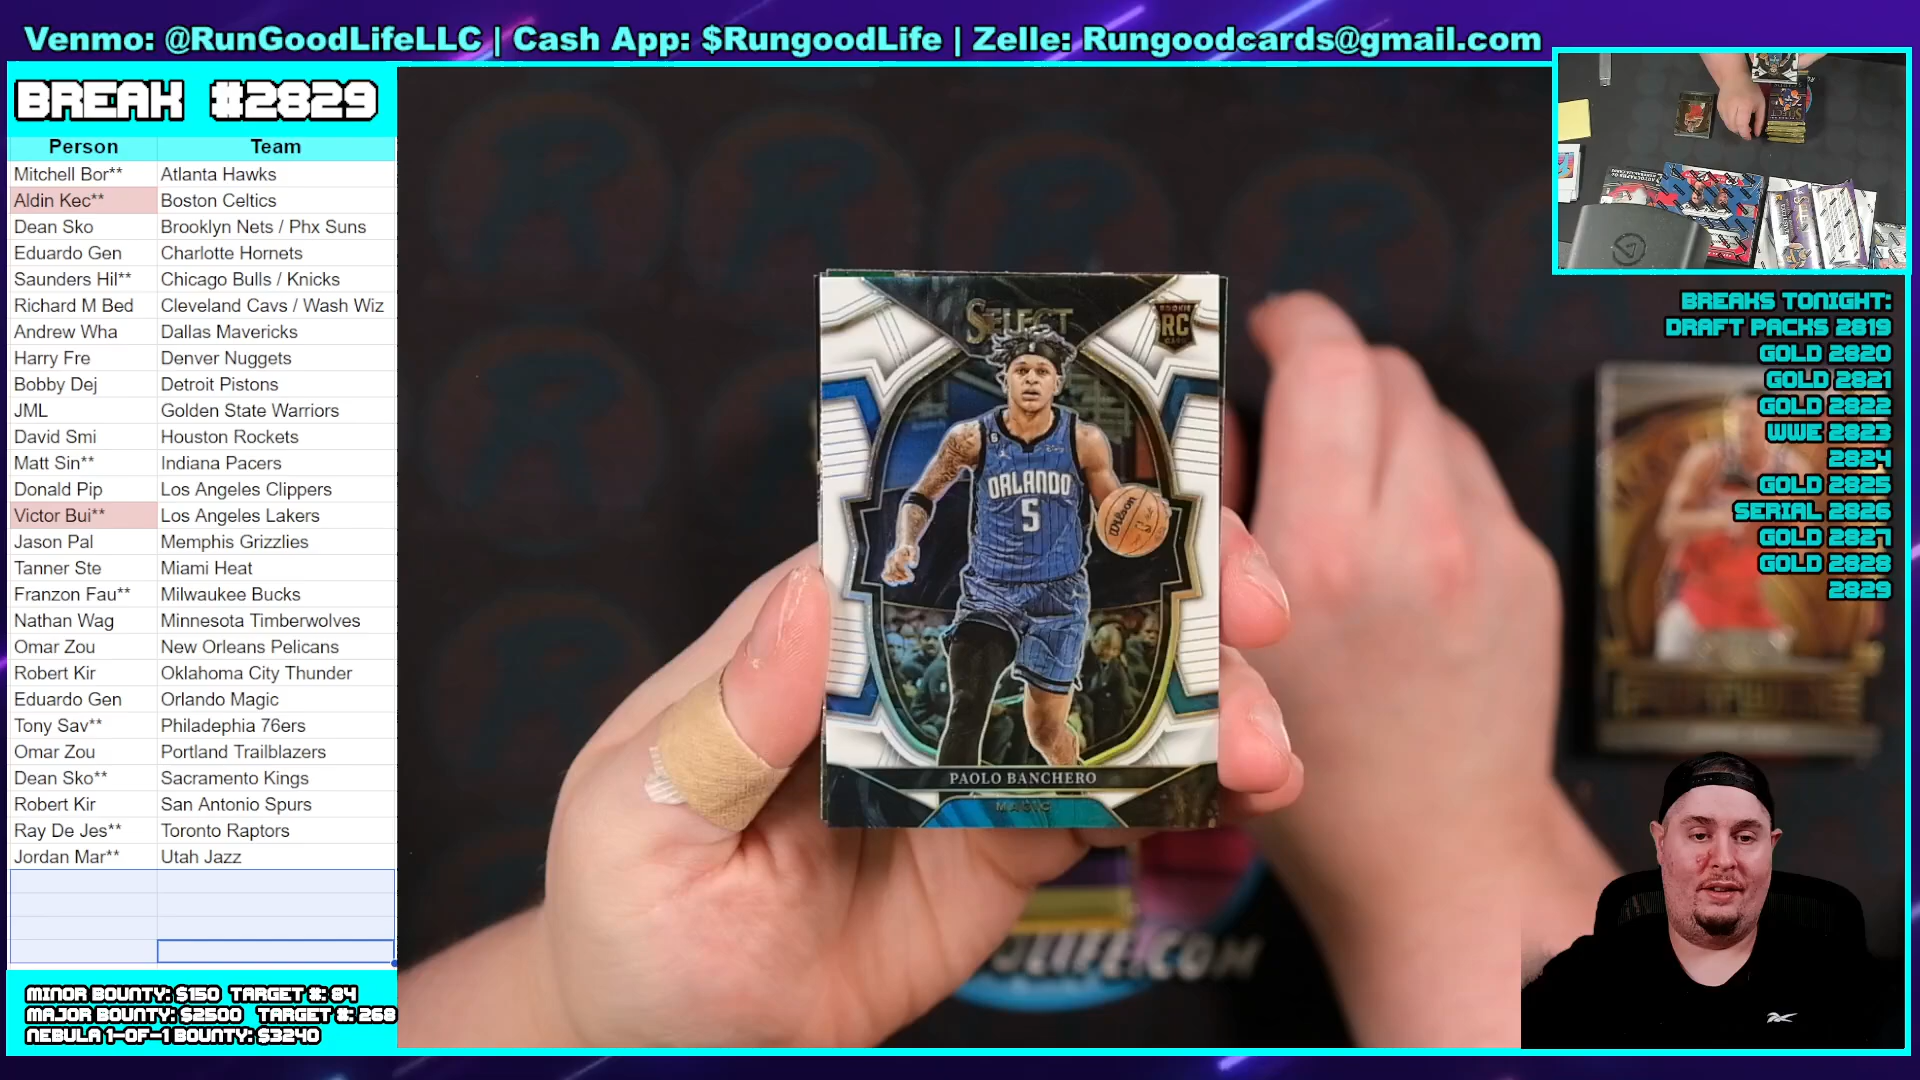 Venmo: @RunGoodLifeLLC | Cash App: $RungoodLife | Zelle: Rungoodcards@gmail.com
BREAK #2829
Person Team
Mitchell Bor** Atlanta Hawks
Aldin Kec** Boston Celtics
Dean Sko Brooklyn Nets / Phx Suns
Eduardo Gen Charlotte Hornets
Saunders Hil** Chicago Bulls / Knicks
Richard M Bed Cleveland Cavs / Wash Wiz
Andrew Wha Dallas Mavericks
Harry Fre Denver Nuggets
Bobby Dej Detroit Pistons
JML Golden State Warriors
David Smi Houston Rockets
Matt Sin** Indiana Pacers
Donald Pip Los Angeles Clippers
Victor Bui** Los Angeles Lakers
Jason Pal Memphis Grizzlies
Tanner Ste Miami Heat
Franzon Fau** Milwaukee Bucks
Nathan Wag Minnesota Timberwolves
Omar Zou New Orleans Pelicans
Robert Kir Oklahoma City Thunder
Eduardo Gen Orlando Magic
Tony Sav** Philadephia 76ers
Omar Zou Portland Trailblazers
Dean Sko** Sacramento Kings
Robert Kir San Antonio Spurs
Ray De Jes** Toronto Raptors
Jordan Mar** Utah Jazz
MINOR BOUNTY: $150 TARGET #: 84
MAJOR BOUNTY: $2500 TARGET #: 268
NEBULA 1-OF-1 BOUNTY: $3240
SELECT
ROOKIE
RC
CARD
ORLANDO
5
Wilson
PAOLO BANCHERO
MAGIC
LIFE.COM
BREAKS TONIGHT:
DRAFT PACKS 2819
GOLD 2820
GOLD 2821
GOLD 2822
WWE 2823
2824
GOLD 2825
SERIAL 2826
GOLD 2827
GOLD 2828
2829